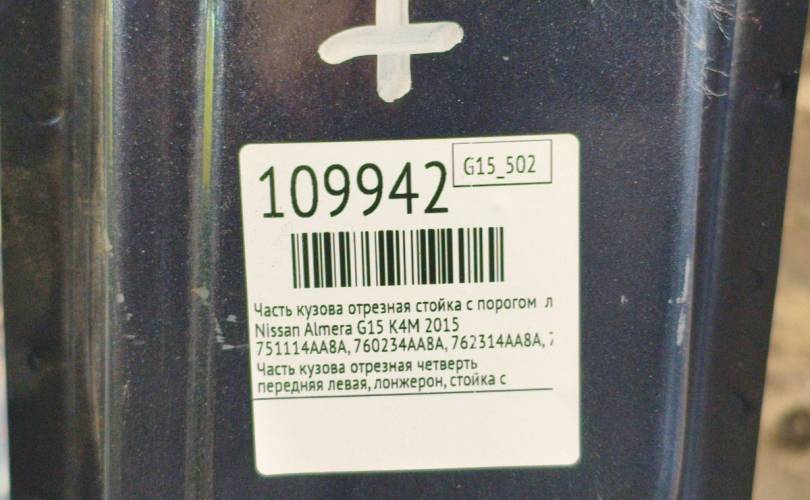 109942
G15_502
Часть кузова отрезная стойка с порогом л
Nissan Almera G15 K4M 2015
751114AA8A, 760234AA8A, 762314AA8A, 7
Часть кузова отрезная четверть
передняя левая, лонжерон, стойка с